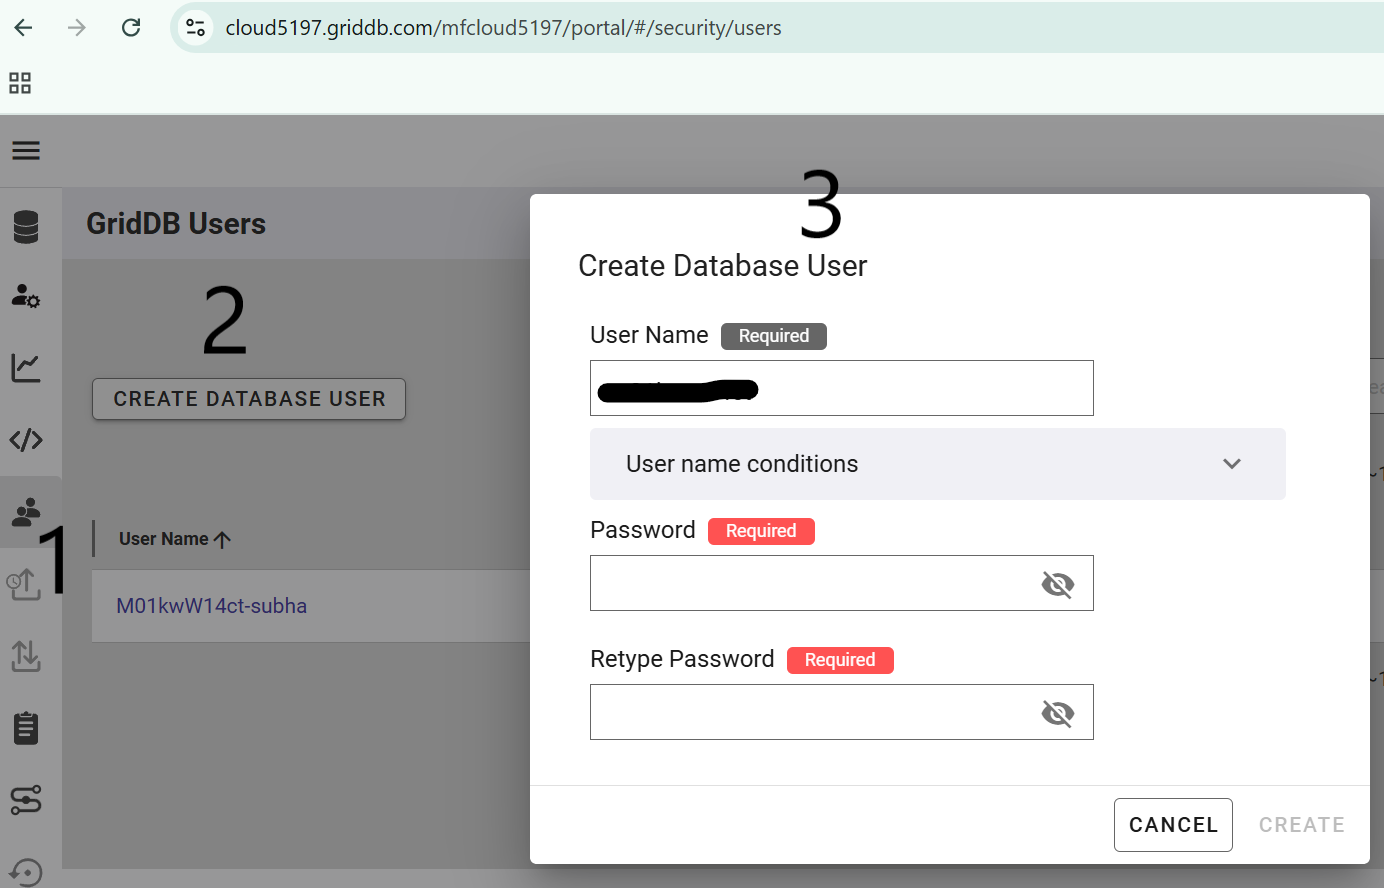 cloud5197.griddb.com/mfcloud5197/portal/#/security/users
GridDB Users
3
Create Database User
2
User Name Required
CREATE DATABASE USER
User name conditions
1
Password Required
User Name
M01kwW14ct-subha
Retype Password Required
CANCEL CREATE